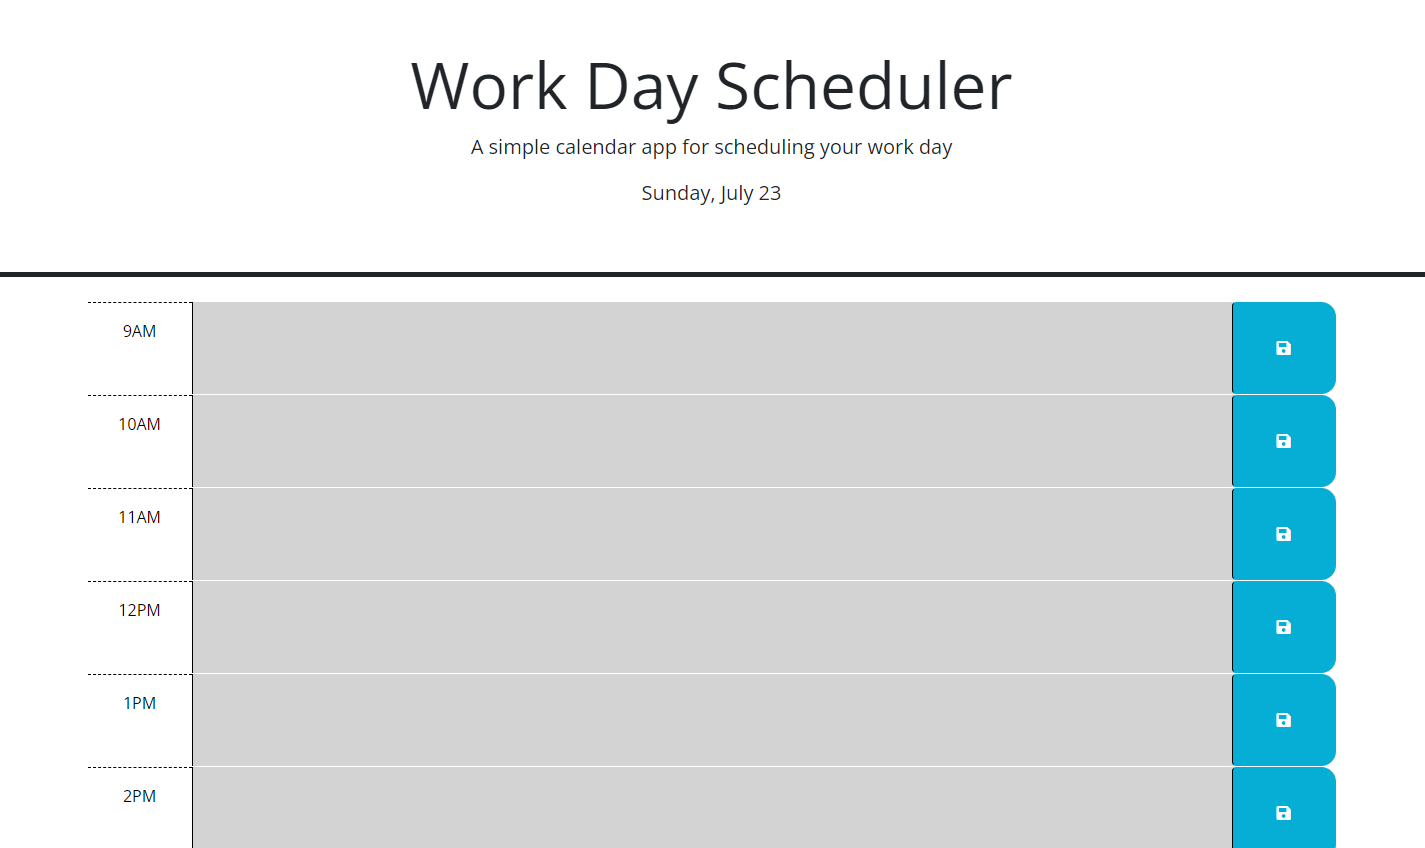 Work Day Scheduler
A simple calendar app for scheduling your work day
Sunday, July 23
9AM
10AM
11AM
12PM
1PM
2PM